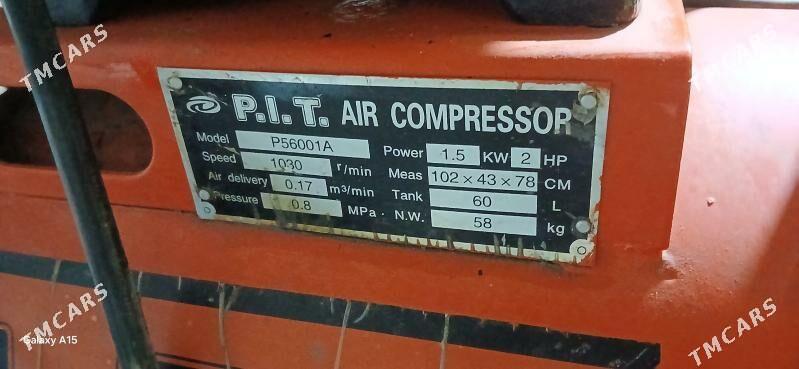 TMCARS
P.I.T. AIR COMPRESSOR
Model P56001A Power 1.5 KW 2 HP
Speed 1030 r/min Meas 102×43×78 CM
Air delivery 0.17 m³/min Tank 60 L
Pressure 0.8 MPa N.W. 58 kg
TMCARS
TMCARS
Galaxy A15
TMCARS